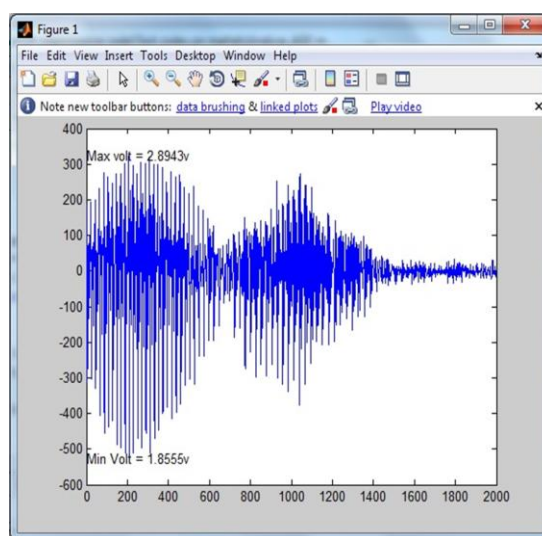 Figure 1
File Edit View Insert Tools Desktop Window Help
Note new toolbar buttons: data brushing & linked plots Play video
400
Max volt = 2.8943v
300
200
100
0
-100
-200
-300
-400
-500
Min Volt = 1.8555v
-600
0 200 400 600 800 1000 1200 1400 1600 1800 2000